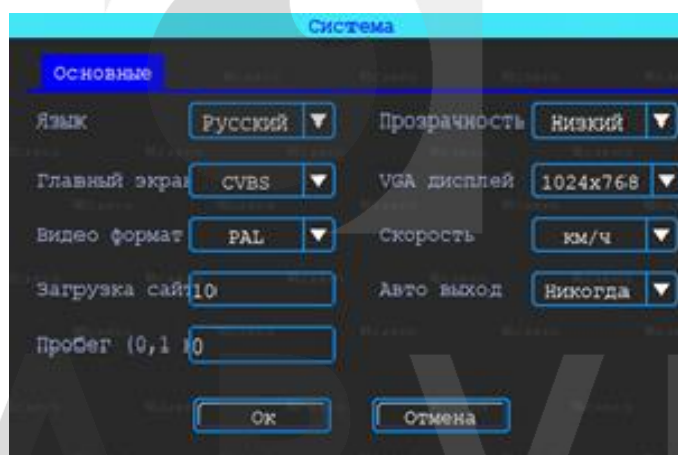 Система
Основные
Язык Русский Прозрачность Низкий
Главный экран CVBS VGA дисплей 1024x768
Видео формат PAL Скорость км/ч
Загрузка сайт 10 Авто выход Никогда
Пробег (0,1 0
Ок Отмена